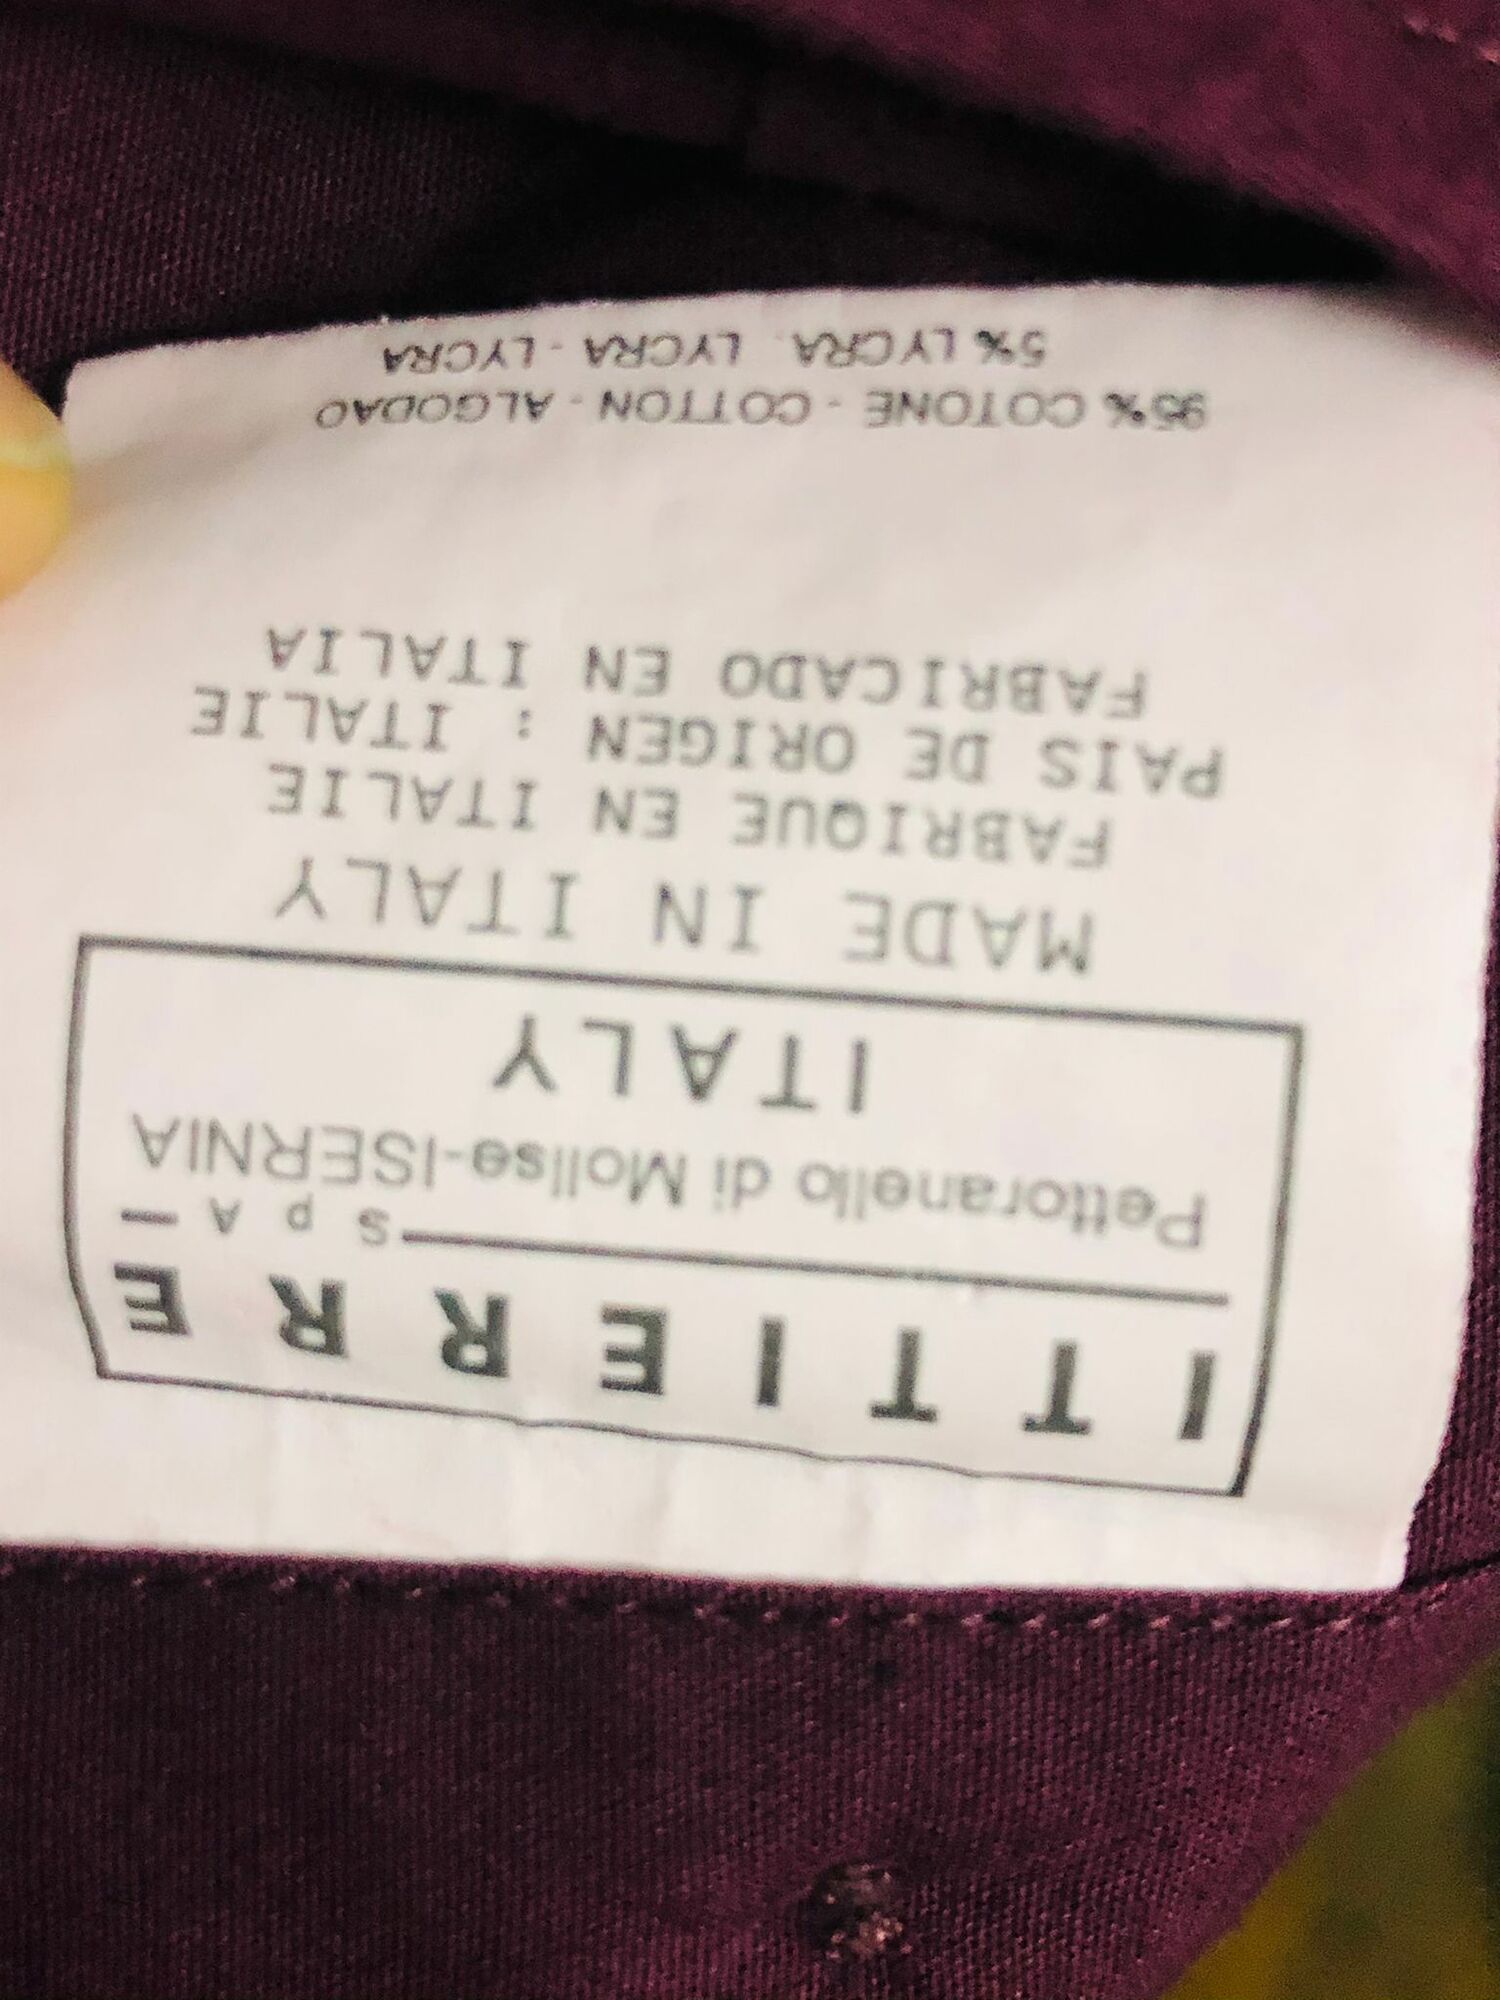 ITTIERE
SpA
Pettoranello di Molise-ISERNIA
ITALY
MADE IN ITALY
FABRIQUE EN ITALIE
PAIS DE ORIGEN : ITALIE
FABRICADO EN ITALIA
95% COTONE - COTTON - ALGODAO
5% LYCRA LYCRA - LYCRA